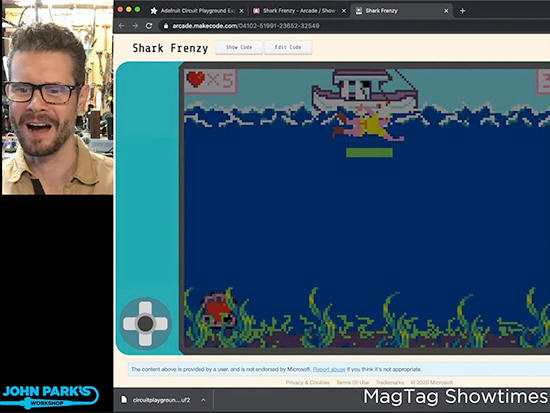 Adafruit Circuit Playground Ex
Shark Frenzy - Arcade / Show
Shark Frenzy
arcade.makecode.com/04102-51991-23652-32549
Shark Frenzy
Show Code
Edit Code
×5
3
The content above is provided by a user, and is not endorsed by Microsoft. Report abuse if you think it's not appropriate.
Privacy & Cookies Terms Of Use Trademarks © 2020 Microsoft
circuitplaygroun....uf2
JOHN PARK'S
WORKSHOP
MagTag Showtimes